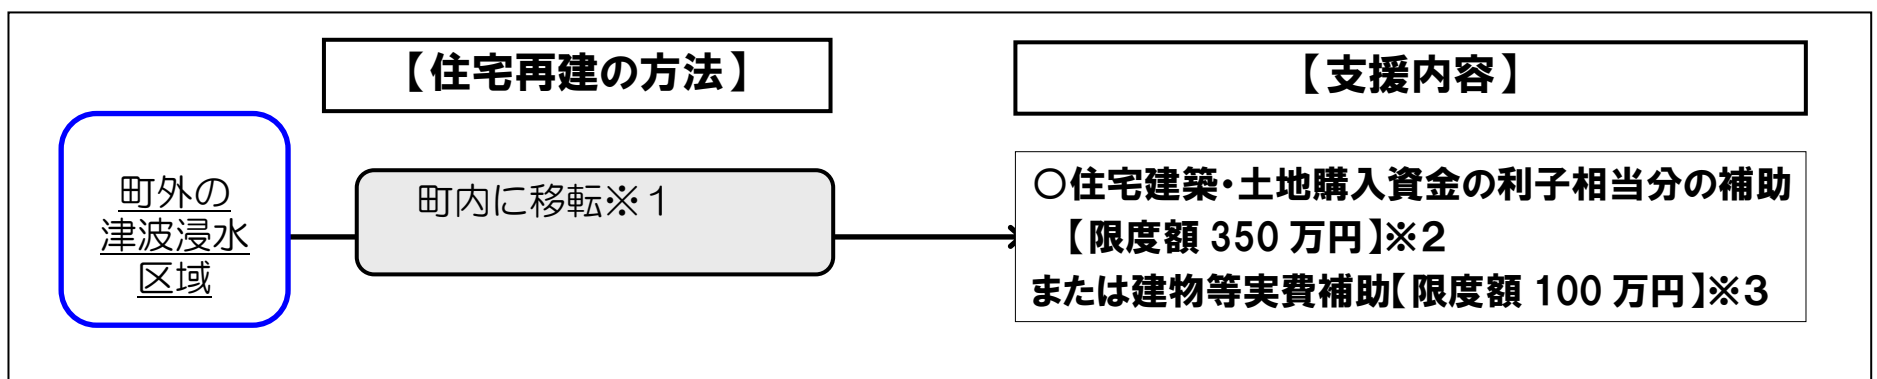 【住宅再建の方法】
【支援内容】
町外の
津波浸水
区域
町内に移転※１
○住宅建築・土地購入資金の利子相当分の補助
【限度額 350 万円】※２
または建物等実費補助【限度額 100 万円】※３